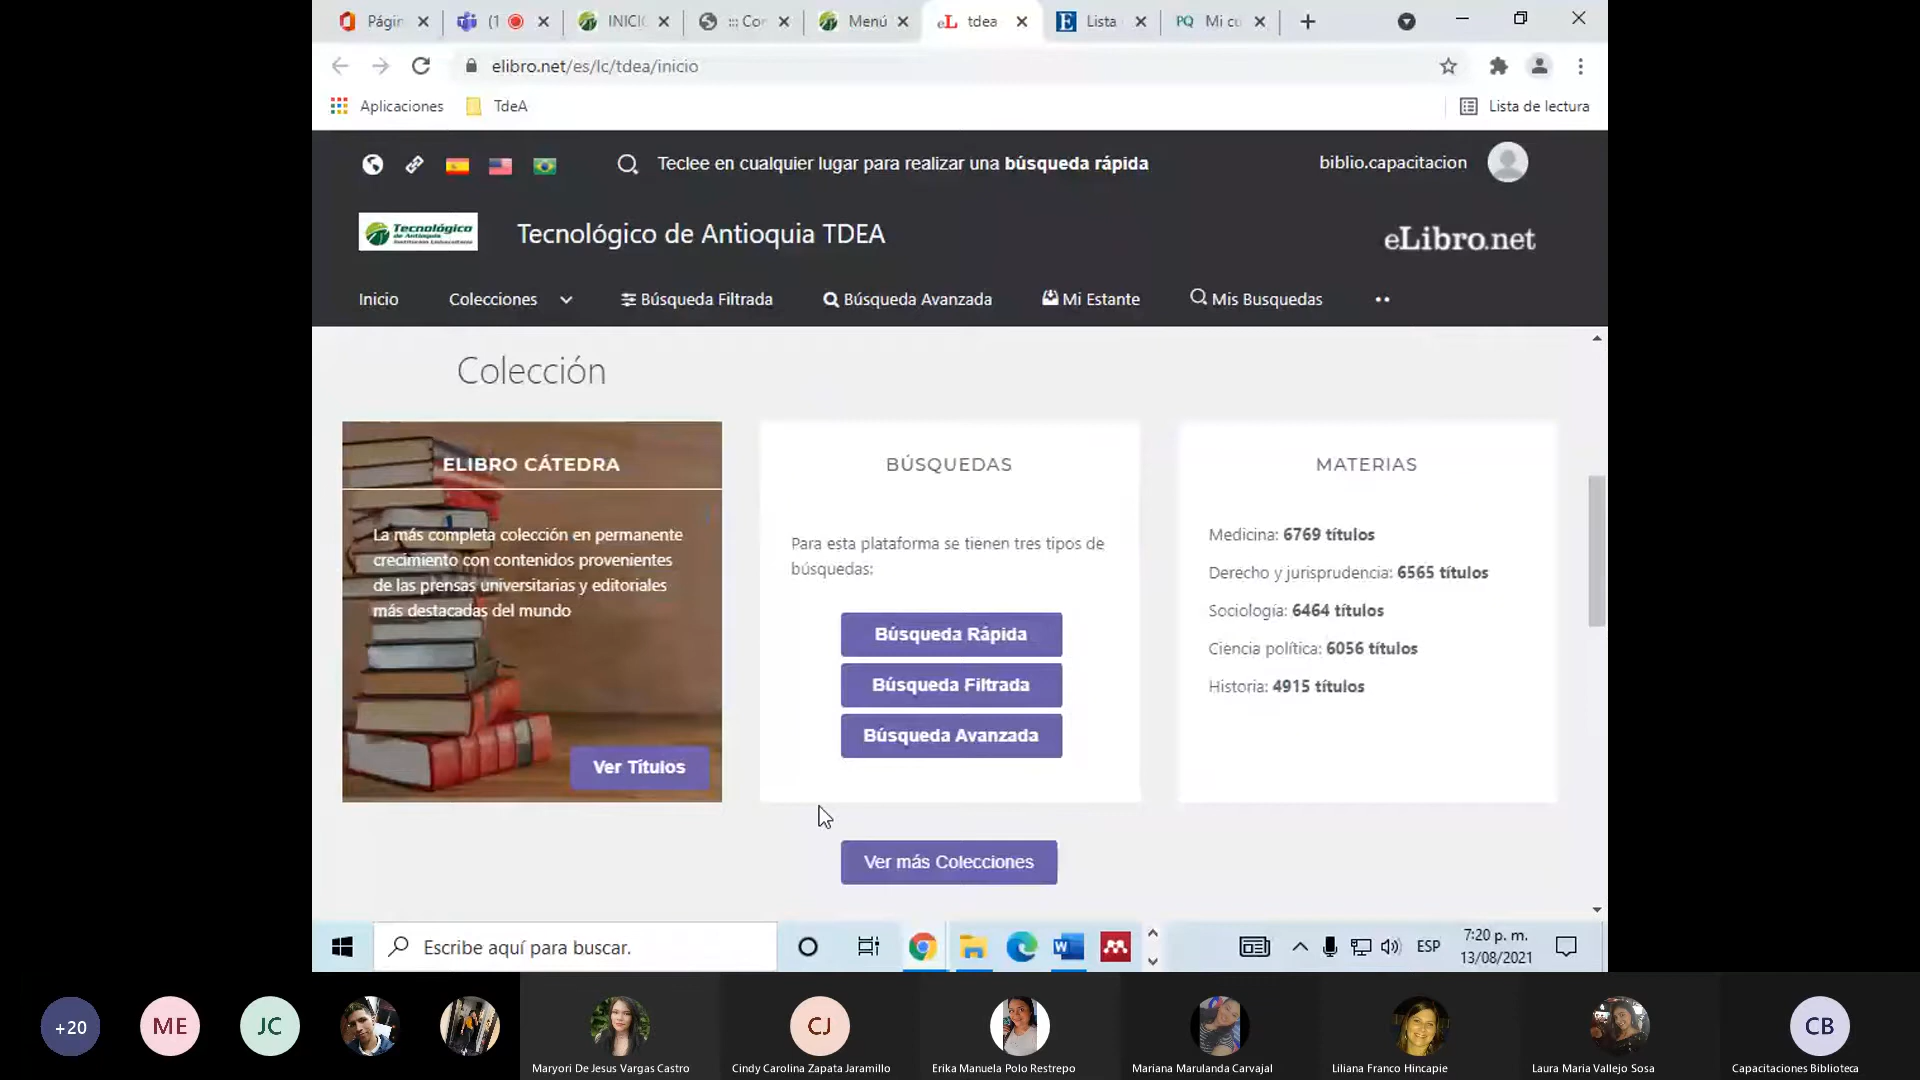 Págin
(1
INICI
::: Cor
Menú
eL tdea
Lista
PQ Mi cu
elibro.net/es/lc/tdea/inicio
Aplicaciones
TdeA
Lista de lectura
Teclee en cualquier lugar para realizar una búsqueda rápida
biblio.capacitacion
Tecnológico
de Antioquia
Institución Universitaria
Tecnológico de Antioquia TDEA
eLibro.net
Inicio
Colecciones
Búsqueda Filtrada
Búsqueda Avanzada
Mi Estante
Mis Busquedas
Colección
ELIBRO CÁTEDRA
La más completa colección en permanente
crecimiento con contenidos provenientes
de las prensas universitarias y editoriales
más destacadas del mundo
Ver Títulos
BÚSQUEDAS
Para esta plataforma se tienen tres tipos de
búsquedas:
Búsqueda Rápida
Búsqueda Filtrada
Búsqueda Avanzada
MATERIAS
Medicina: 6769 títulos
Derecho y jurisprudencia: 6565 títulos
Sociología: 6464 títulos
Ciencia política: 6056 títulos
Historia: 4915 títulos
Ver más Colecciones
Escribe aquí para buscar.
ESP
7:20 p. m.
13/08/2021
+20
ME
JC
Maryori De Jesus Vargas Castro
CJ
Cindy Carolina Zapata Jaramillo
Erika Manuela Polo Restrepo
Mariana Marulanda Carvajal
Liliana Franco Hincapie
Laura Maria Vallejo Sosa
CB
Capacitaciones Biblioteca